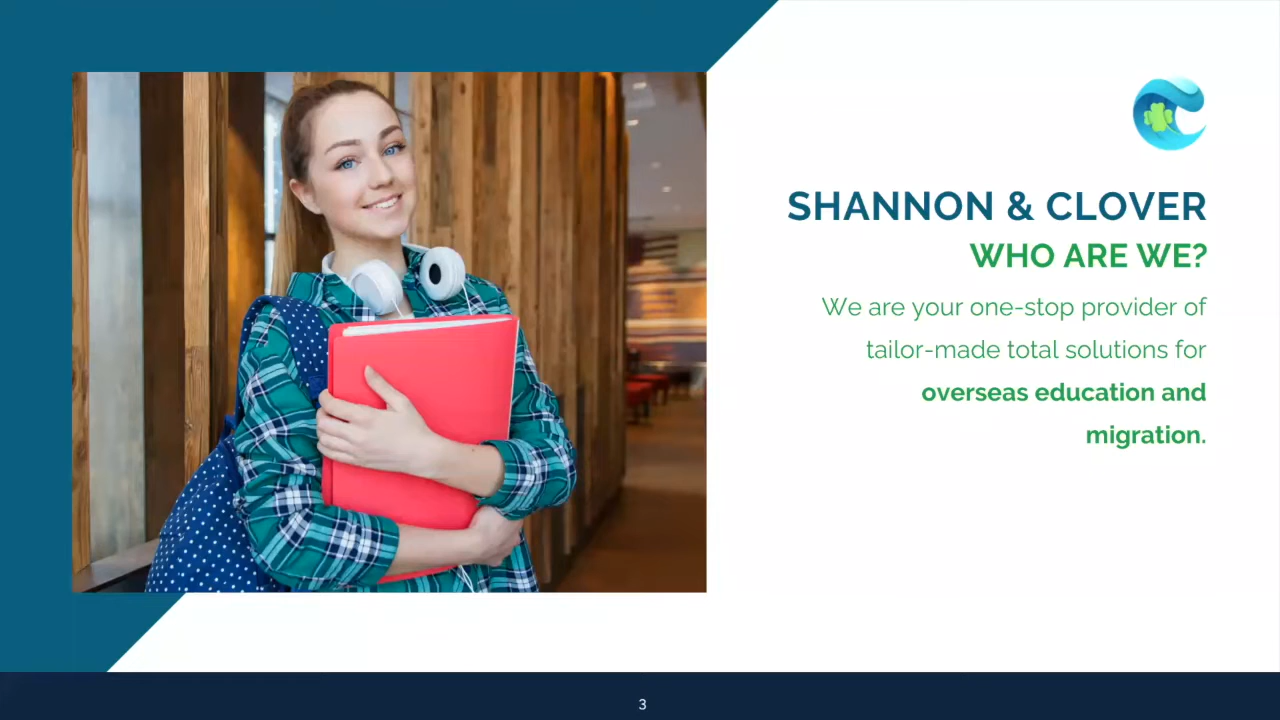 SHANNON & CLOVER
WHO ARE WE?
We are your one-stop provider of
tailor-made total solutions for
overseas education and
migration.
3